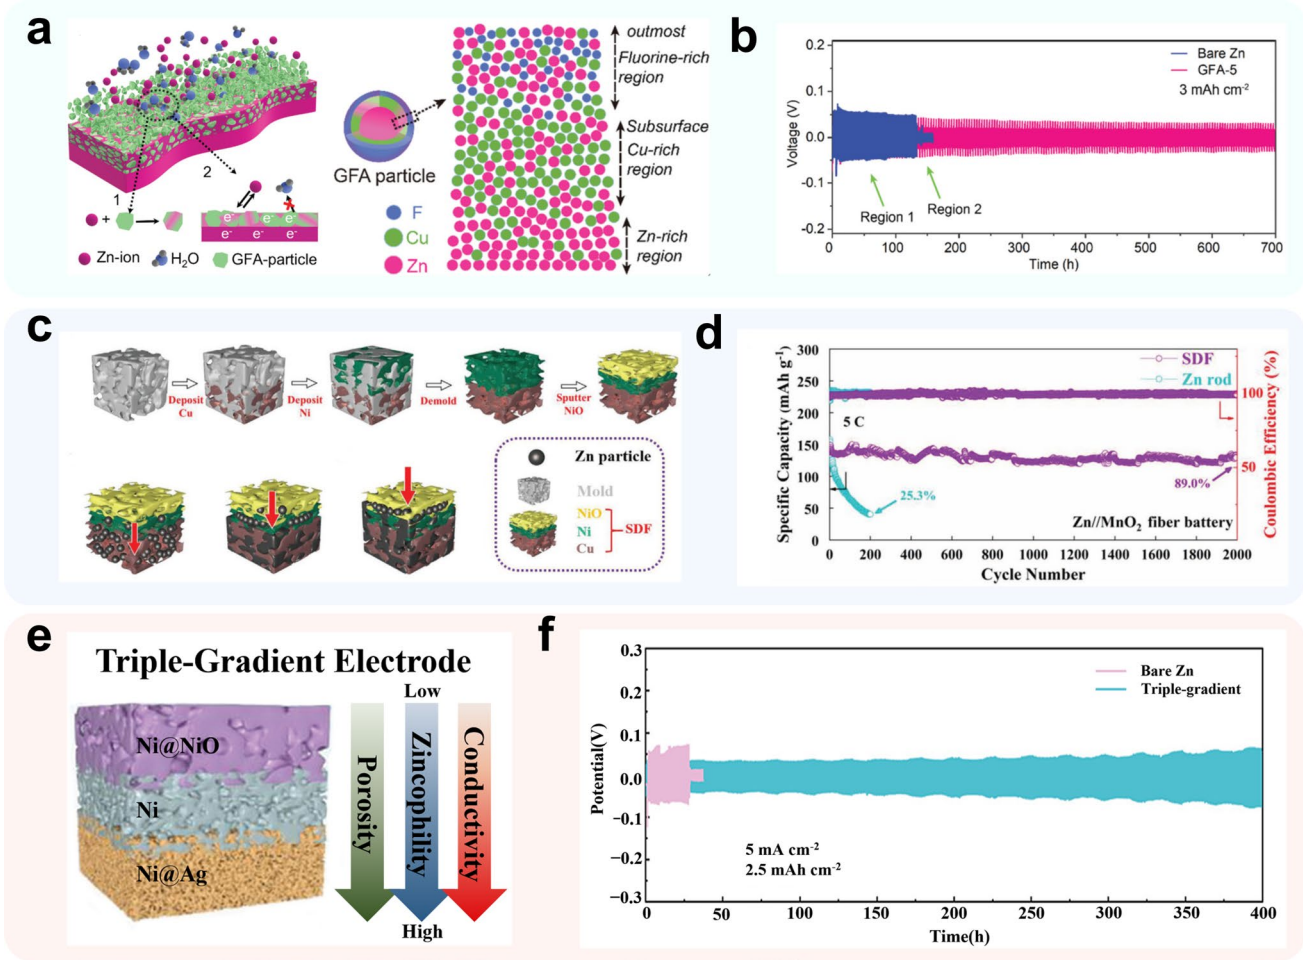 a
outmost
Fluorine-rich
region
Subsurface
Cu-rich
region
Zn-rich
region
GFA particle
F
Cu
Zn
1
2
+
e⁻
e⁻
e⁻
e⁻ e⁻ e⁻
Zn-ion H₂O GFA-particle
b
Bare Zn
GFA-5
3 mAh cm⁻²
Region 1
Region 2
Voltage (V)
0.2
0.1
0.0
-0.1
-0.2
0 100 200 300 400 500 600 700
Time (h)
c
Deposit
Cu
Deposit
Ni
Demold
Sputter
NiO
Zn particle
Mold
NiO
Ni
Cu
SDF
d
SDF
Zn rod
5 C
25.3%
89.0%
Zn//MnO₂ fiber battery
Specific Capacity (mAh g⁻¹)
300
250
200
150
100
50
0
0 200 400 600 800 1000 1200 1400 1600 1800 2000
Cycle Number
100
50
Coulombic Efficiency (%)
e
Triple-Gradient Electrode
Ni@NiO
Ni
Ni@Ag
Low
Porosity
Zincophility
Conductivity
High
f
Bare Zn
Triple-gradient
5 mA cm⁻²
2.5 mAh cm⁻²
Potential(V)
0.3
0.2
0.1
0.0
−0.1
−0.2
−0.3
0 50 100 150 200 250 300 350 400
Time(h)